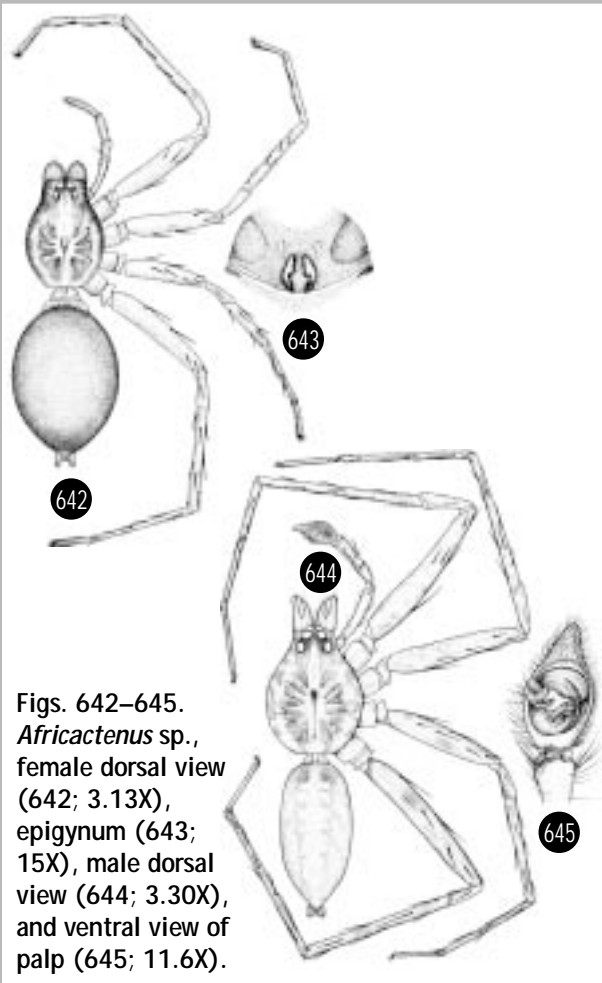 643
642
644
645
Figs. 642–645.
Africactenus sp.,
female dorsal view
(642; 3.13X),
epigynum (643;
15X), male dorsal
view (644; 3.30X),
and ventral view of
palp (645; 11.6X).